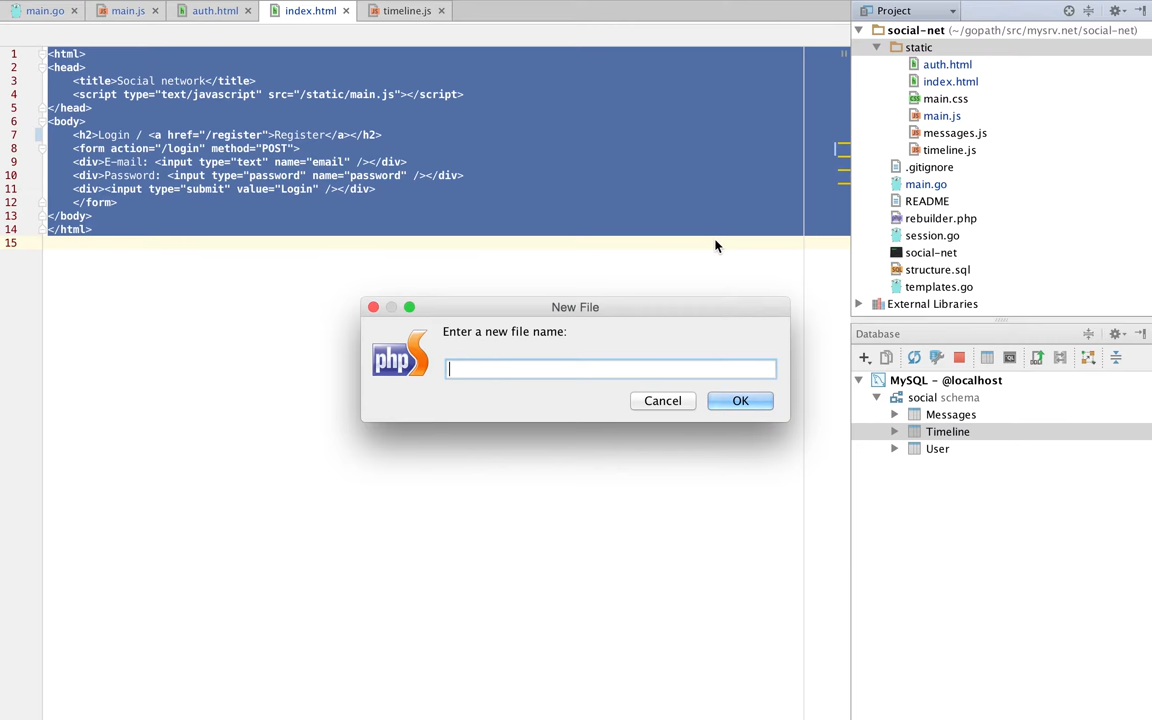 main.go
main.js
auth.html
index.html
timeline.js
1 <html>
2 <head>
3 <title>Social network</title>
4 <script type="text/javascript" src="/static/main.js"></script>
5 </head>
6 <body>
7 <h2>Login / <a href="/register">Register</a></h2>
8 <form action="/login" method="POST">
9 <div>E-mail: <input type="text" name="email" /></div>
10 <div>Password: <input type="password" name="password" /></div>
11 <div><input type="submit" value="Login" /></div>
12 </form>
13 </body>
14 </html>
15
New File
php S
Enter a new file name:
Cancel
OK
Project
social-net (~/gopath/src/mysrv.net/social-net)
static
auth.html
index.html
main.css
main.js
messages.js
timeline.js
.gitignore
main.go
README
rebuilder.php
session.go
social-net
structure.sql
templates.go
External Libraries
Database
MySQL - @localhost
social schema
Messages
Timeline
User